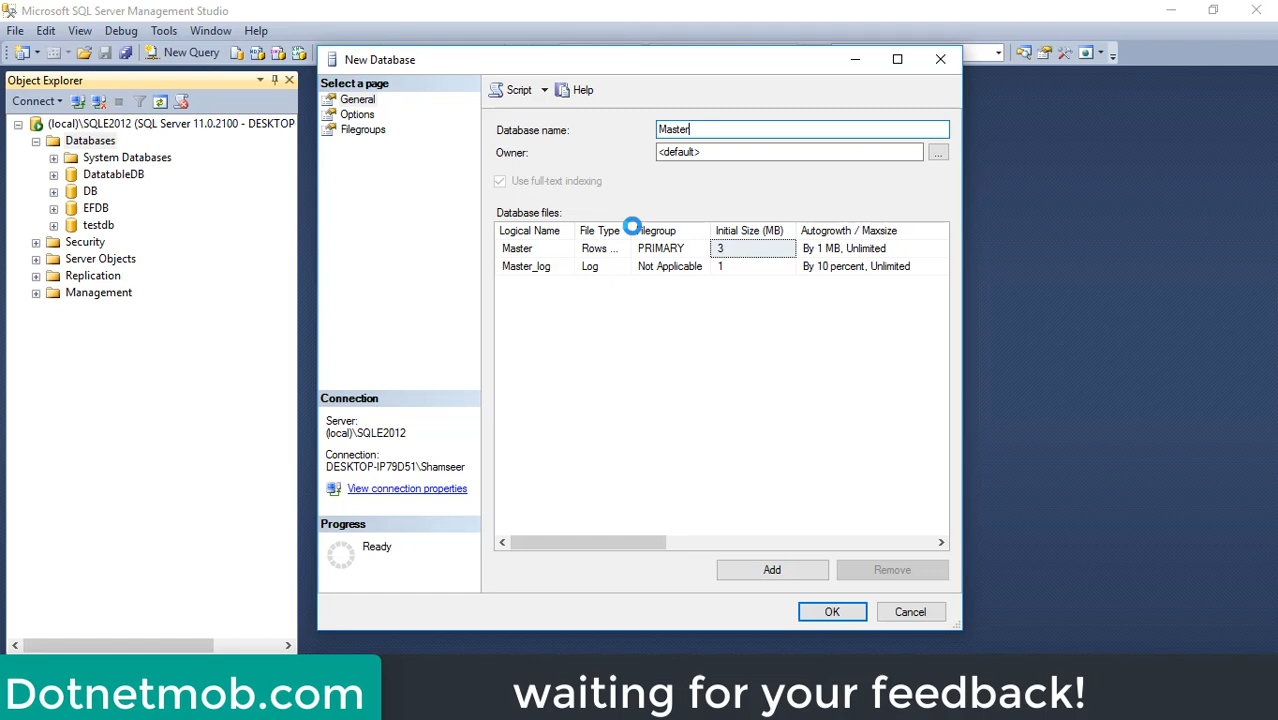 Microsoft SQL Server Management Studio
File Edit View Debug Tools Window Help
New Query
Object Explorer
Connect
(local)\SQLE2012 (SQL Server 11.0.2100 - DESKTOP
Databases
System Databases
DatatableDB
DB
EFDB
testdb
Security
Server Objects
Replication
Management
New Database
Select a page
General
Options
Filegroups
Script Help
Database name: Master
Owner: <default>
...
Use full-text indexing
Database files:
Logical Name File Type Filegroup Initial Size (MB) Autogrowth / Maxsize
Master Rows ... PRIMARY 3 By 1 MB, Unlimited
Master_log Log Not Applicable 1 By 10 percent, Unlimited
Connection
Server:
(local)\SQLE2012
Connection:
DESKTOP-IP79D51\Shamseer
View connection properties
Progress
Ready
Add Remove
OK Cancel
Dotnetmob.com
waiting for your feedback!